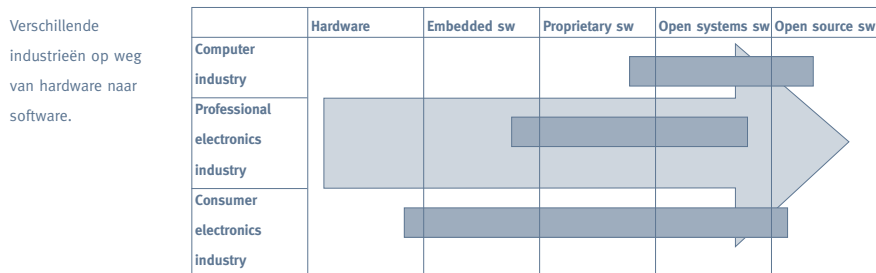 Verschillende
industrieën op weg
van hardware naar
software.
Hardware Embedded sw Proprietary sw Open systems sw Open source sw
Computer
industry
Professional
electronics
industry
Consumer
electronics
industry